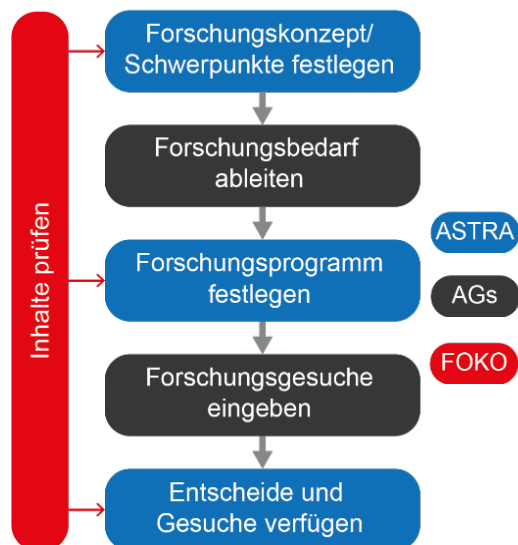 Inhalte prüfen
Forschungskonzept/
Schwerpunkte festlegen
Forschungsbedarf
ableiten
Forschungsprogramm
festlegen
Forschungsgesuche
eingeben
Entscheide und
Gesuche verfügen
ASTRA
AGs
FOKO